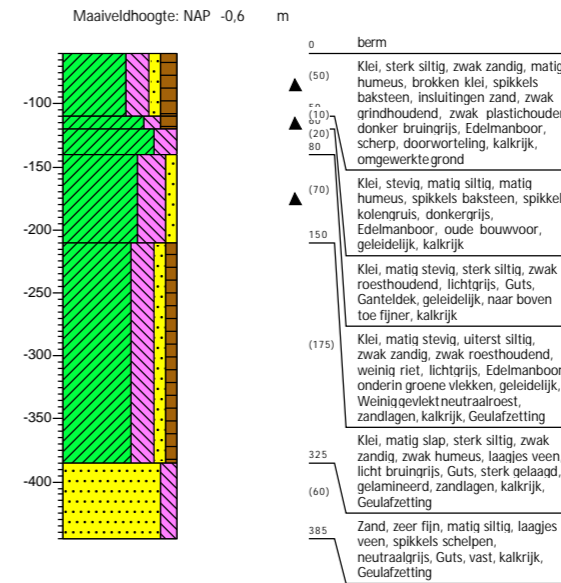 Maaiveldhoogte: NAP -0,6 m
0 berm
Klei, sterk siltig, zwak zandig, matig
(50) humeus, brokken klei, spikkels
baksteen, insluitingen zand, zwak
grindhoudend, zwak plastichouder
(10) donker bruingrijs, Edelmanboor,
60 scherp, doorworteling, kalkrijk,
(20) omgewerkte grond
80
Klei, stevig, matig siltig, matig
(70) humeus, spikkels baksteen, spikkel
kolengruis, donkergrijs,
Edelmanboor, oude bouwvoor,
150 geleidelijk, kalkrijk
Klei, matig stevig, sterk siltig, zwak
roesthoudend, lichtgrijs, Guts,
Ganteldek, geleidelijk, naar boven
toe fijner, kalkrijk
(175) Klei, matig stevig, uiterst siltig,
zwak zandig, zwak roesthoudend,
weinig riet, lichtgrijs, Edelmanboor
onderin groene vlekken, geleidelijk,
Weinig gevlekt neutraalroest,
zandlagen, kalkrijk, Geulafzetting
325 Klei, matig slap, sterk siltig, zwak
zandig, zwak humeus, laagjes veen,
licht bruingrijs, Guts, sterk gelaagd,
(60) gelamineerd, zandlagen, kalkrijk,
Geulafzetting
385 Zand, zeer fijn, matig siltig, laagjes
veen, spikkels schelpen,
neutraalgrijs, Guts, vast, kalkrijk,
Geulafzetting
-100
-150
-200
-250
-300
-350
-400